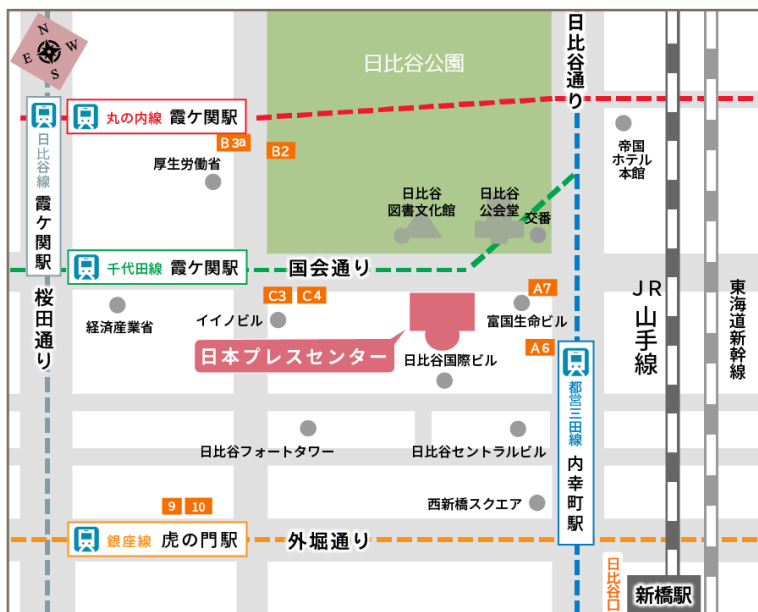 N
E
W
S
日比谷公園
日比谷通り
日比谷線 霞ケ関駅
丸の内線 霞ケ関駅
B3a
B2
厚生労働省
帝国
ホテル
本館
日比谷
図書文化館
日比谷
公会堂
交番
千代田線 霞ケ関駅
国会通り
桜田通り
経済産業省
C3
C4
イイノビル
日本プレスセンター
A7
富国生命ビル
A6
日比谷国際ビル
JR 山手線
東海道新幹線
都営三田線 内幸町駅
日比谷フォートタワー
日比谷セントラルビル
西新橋スクエア
9
10
銀座線 虎の門駅
外堀通り
日比谷口
新橋駅